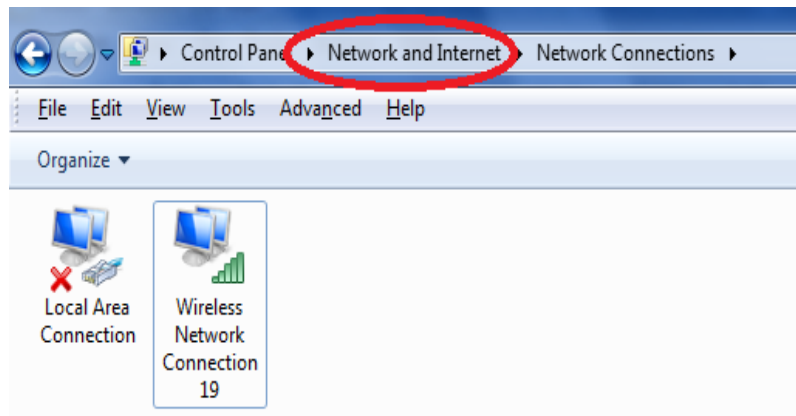 Control Pane Network and Internet Network Connections
File Edit View Tools Advanced Help
Organize
Local Area
Connection
Wireless
Network
Connection
19